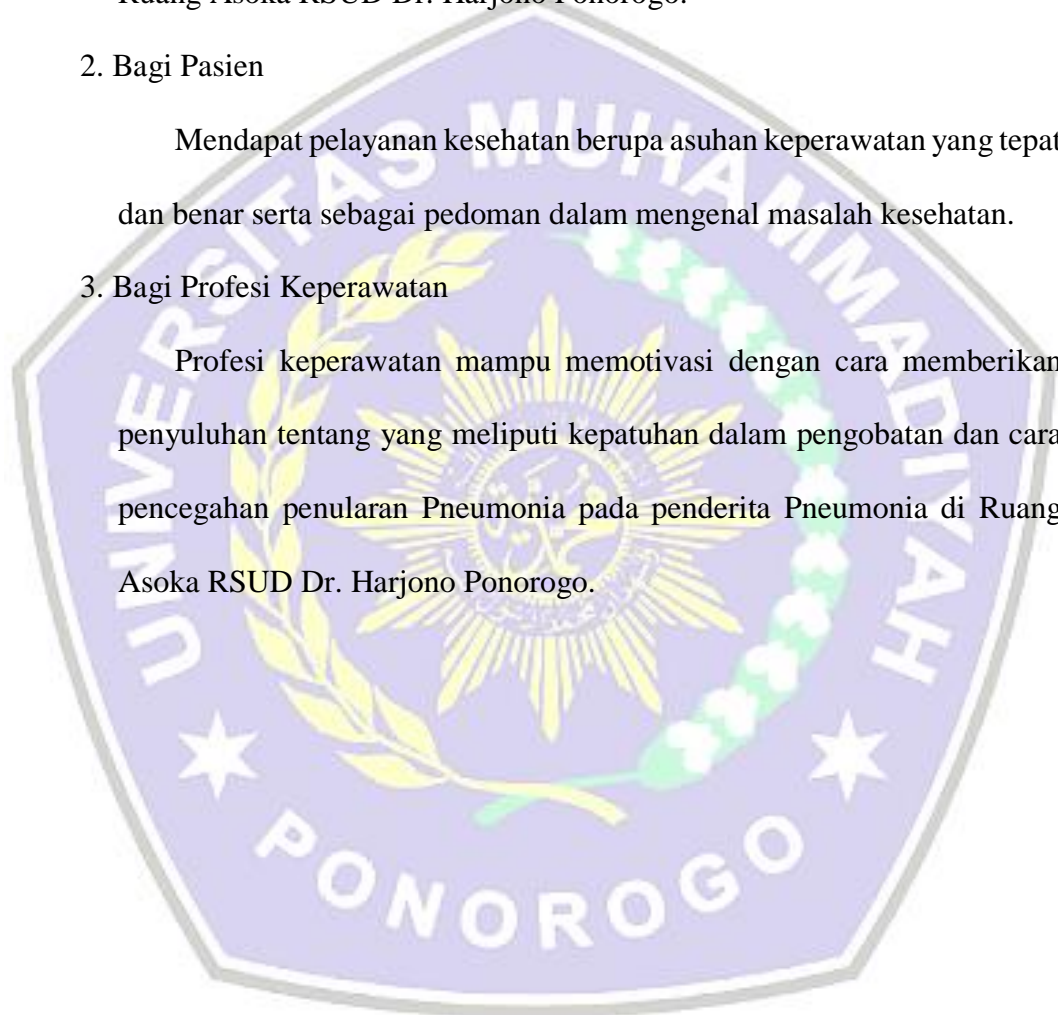 Ruang Asoka RSUD Dr. Harjono Ponorogo.
2. Bagi Pasien
Mendapat pelayanan kesehatan berupa asuhan keperawatan yang tepat
dan benar serta sebagai pedoman dalam mengenal masalah kesehatan.
3. Bagi Profesi Keperawatan
Profesi keperawatan mampu memotivasi dengan cara memberikan
penyuluhan tentang yang meliputi kepatuhan dalam pengobatan dan cara
pencegahan penularan Pneumonia pada penderita Pneumonia di Ruang
Asoka RSUD Dr. Harjono Ponorogo.
UNIVERSITAS MUHAMMADIYAH
PONOROGO